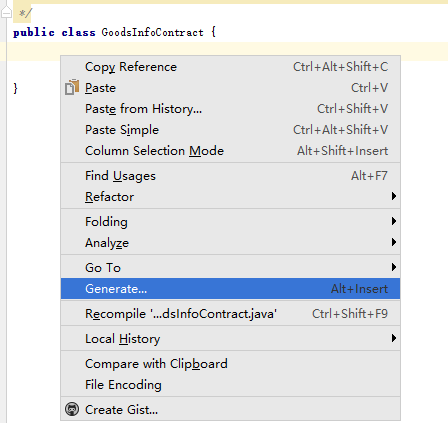 */
public class GoodsInfoContract {
Copy Reference Ctrl+Alt+Shift+C
}
Paste Ctrl+V
Paste from History... Ctrl+Shift+V
Paste Simple Ctrl+Alt+Shift+V
Column Selection Mode Alt+Shift+Insert
Find Usages Alt+F7
Refactor
Folding
Analyze
Go To
Generate... Alt+Insert
Recompile '...dsInfoContract.java' Ctrl+Shift+F9
Local History
Compare with Clipboard
File Encoding
Create Gist...